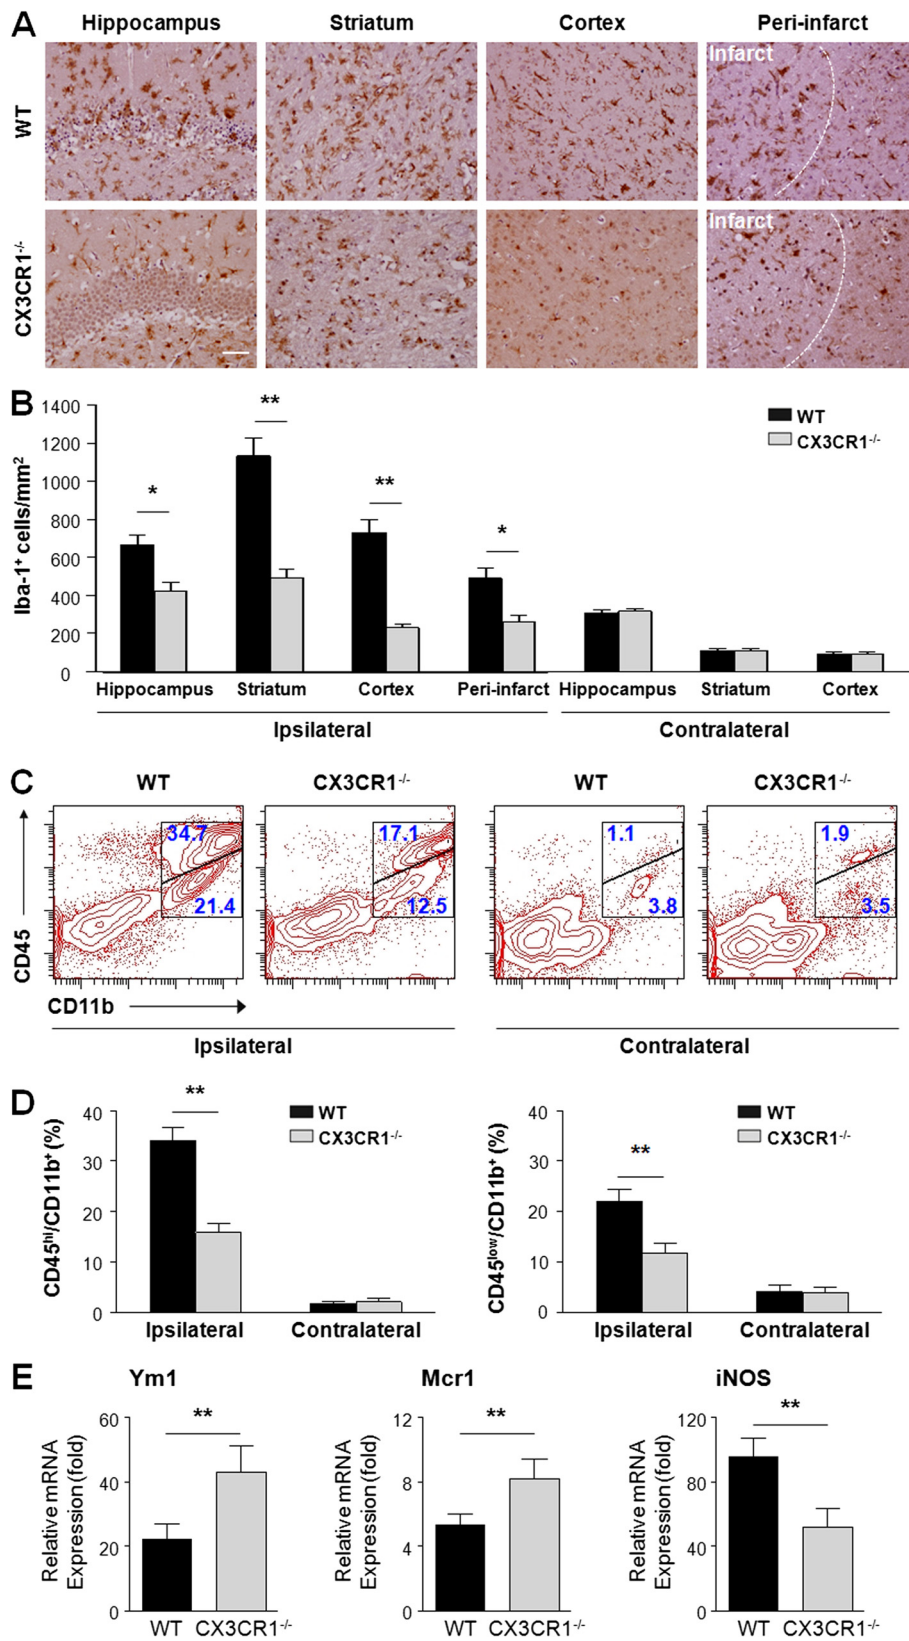 A
Hippocampus Striatum Cortex Peri-infarct
WT
Infarct
CX3CR1-/-
Infarct
B
Iba-1+ cells/mm2
1400
1200
1000
800
600
400
200
0
** 
* ** *
WT
CX3CR1-/-
Hippocampus Striatum Cortex Peri-infarct Hippocampus Striatum Cortex
Ipsilateral Contralateral
C
WT CX3CR1-/- WT CX3CR1-/-
34.7 17.1 1.1 1.9
21.4 12.5 3.8 3.5
CD45
CD11b
Ipsilateral Contralateral
D
CD45hi/CD11b+ (%)
40
30
20
10
0
**
WT
CX3CR1-/-
Ipsilateral Contralateral
CD45low/CD11b+ (%)
40
30
20
10
0
**
WT
CX3CR1-/-
Ipsilateral Contralateral
E
Ym1
Relative mRNA
Expression (fold)
60
40
20
0
**
WT CX3CR1-/-
Mcr1
Relative mRNA
Expression (fold)
12
8
4
0
**
WT CX3CR1-/-
iNOS
Relative mRNA
Expression (fold)
120
80
40
0
**
WT CX3CR1-/-